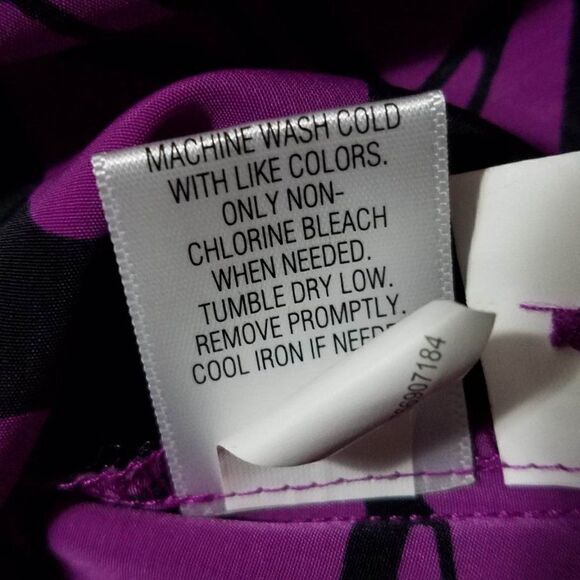 MACHINE WASH COLD
WITH LIKE COLORS.
ONLY NON-
CHLORINE BLEACH
WHEN NEEDED.
TUMBLE DRY LOW.
REMOVE PROMPTLY.
COOL IRON IF